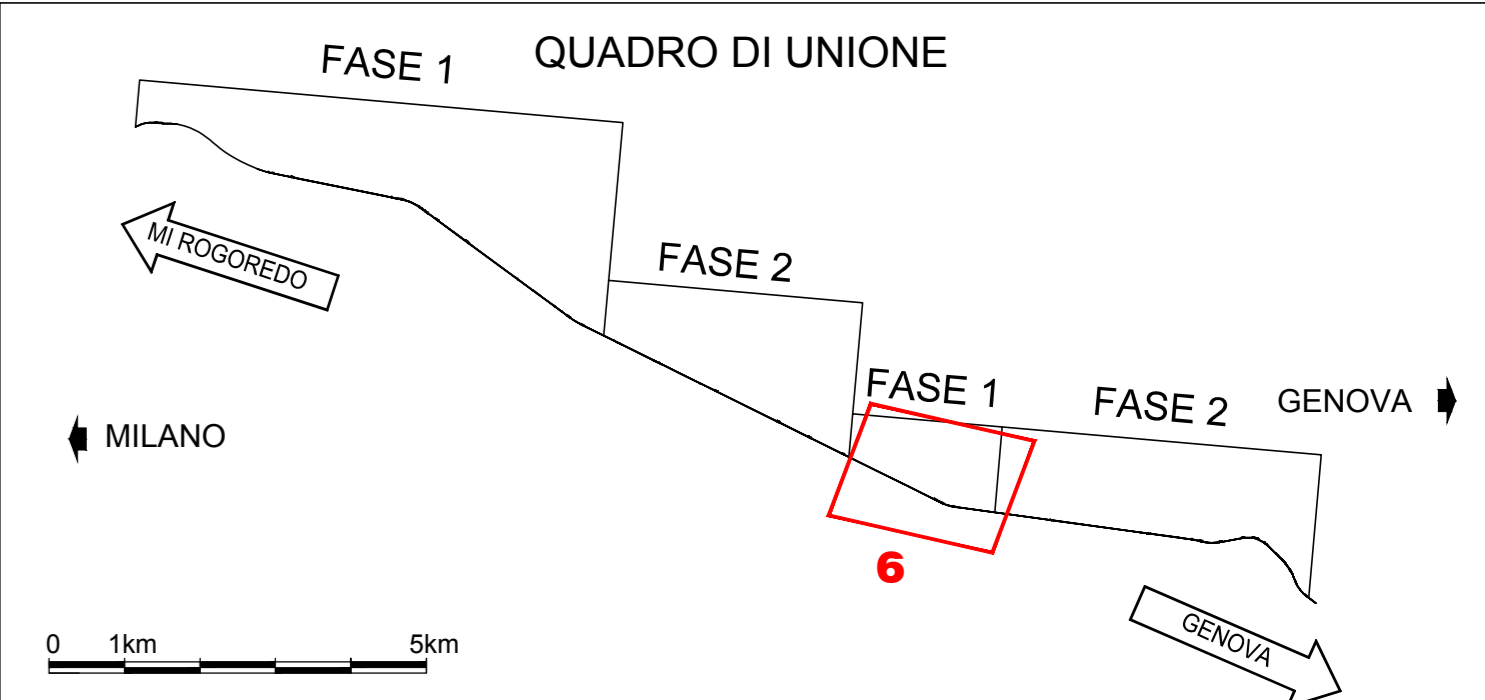 QUADRO DI UNIONE
FASE 1
MI ROGOREDO
FASE 2
FASE 1
FASE 2
GENOVA
MILANO
6
GENOVA
0 1km 5km